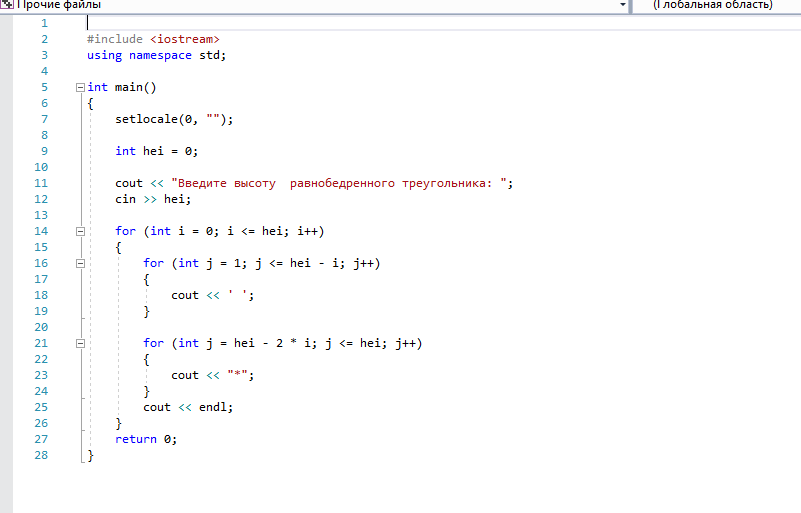 Прочие файлы (Глобальная область)
1
2 #include <iostream>
3 using namespace std;
4
5 int main()
6 {
7 setlocale(0, "");
8
9 int hei = 0;
10
11 cout << "Введите высоту  равнобедренного треугольника: ";
12 cin >> hei;
13
14 for (int i = 0; i <= hei; i++)
15 {
16 for (int j = 1; j <= hei - i; j++)
17 {
18 cout << ' ';
19 }
20
21 for (int j = hei - 2 * i; j <= hei; j++)
22 {
23 cout << "*";
24 }
25 cout << endl;
26 }
27 return 0;
28 }